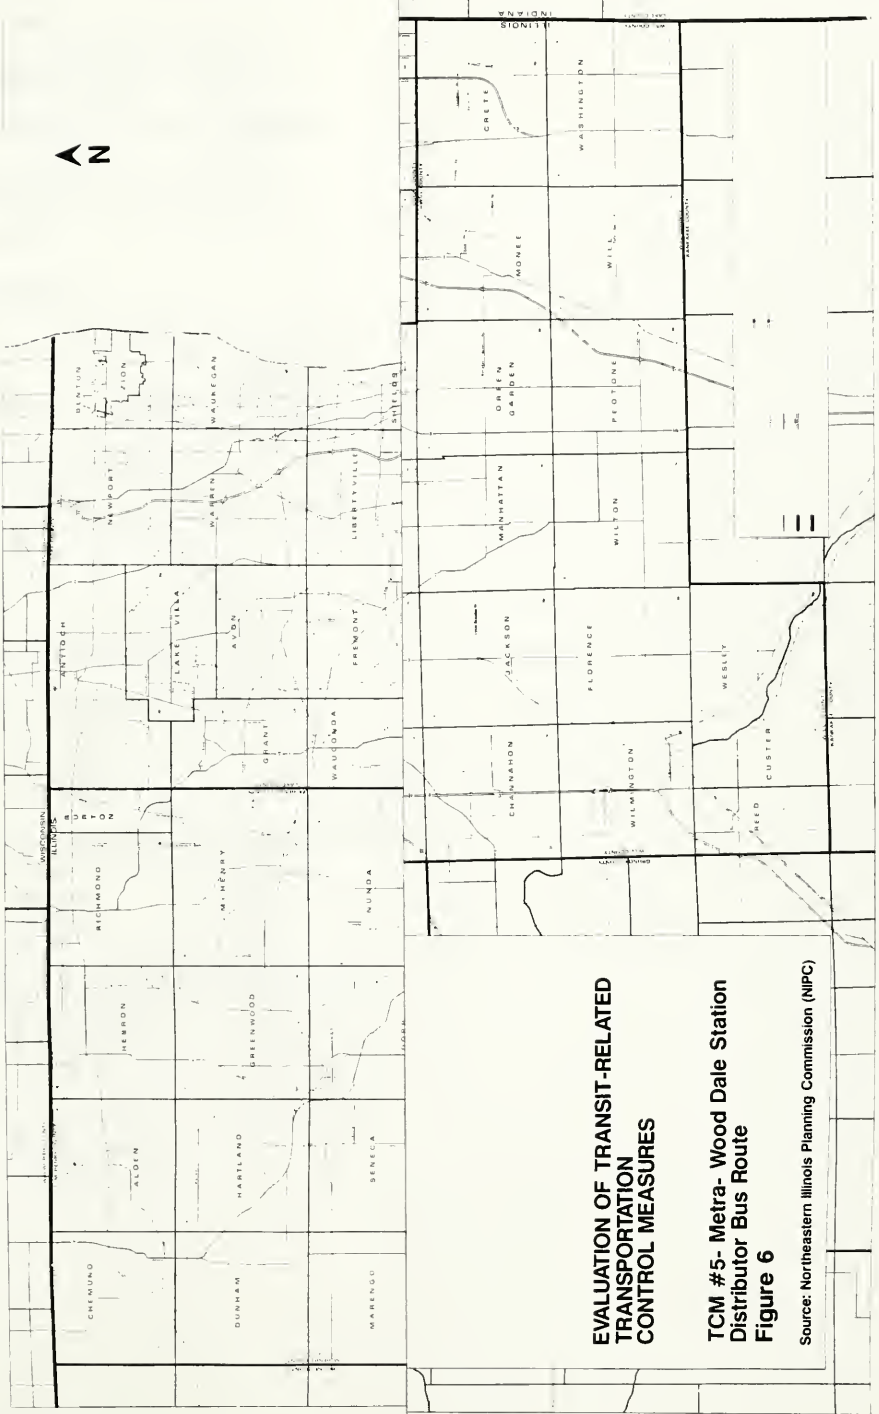 N
WISCONSIN
ILLINOIS
CHEMUNG
ALDEN
HEBRON
RICHMOND
BURTON
ANTIOCH
NEWPORT
BENTON
ZION
LAKE VILLA
DUNHAM
HARTLAND
GREENWOOD
McHENRY
GRANT
AVON
WARREN
WAUKEGAN
MARENGO
SENECA
DORR
NUNDA
WAUCONDA
FREMONT
LIBERTYVILLE
SHIELDS
CHANNAHON
JACKSON
MANHATTAN
GREEN
GARDEN
MONEE
CRETE
ILLINOIS
INDIANA
WILMINGTON
FLORENCE
WILTON
PEOTONE
WILL
WASHINGTON
REED
CUSTER
WESLEY
KANKAKEE COUNTY
EVALUATION OF TRANSIT-RELATED
TRANSPORTATION
CONTROL MEASURES
TCM #5- Metra- Wood Dale Station
Distributor Bus Route
Figure 6
Source: Northeastern Illinois Planning Commission (NIPC)